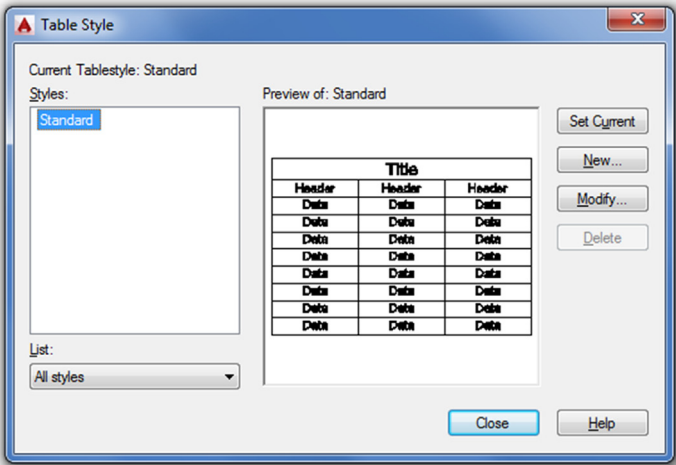 Table Style
Current Tablestyle: Standard
Styles:
Standard
Preview of: Standard
Title
Header Header Header
Data Data Data
Data Data Data
Data Data Data
Data Data Data
Data Data Data
Data Data Data
Data Data Data
Data Data Data
Set Current
New...
Modify...
Delete
List:
All styles
Close
Help